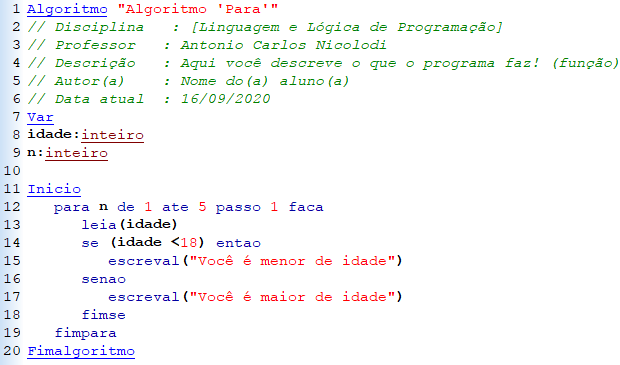 1 Algoritmo "Algoritmo 'Para'"
2 // Disciplina   : [Linguagem e Lógica de Programação]
3 // Professor   : Antonio Carlos Nicolodi
4 // Descrição   : Aqui você descreve o que o programa faz! (função)
5 // Autor(a)    : Nome do(a) aluno(a)
6 // Data atual  : 16/09/2020
7 Var
8 idade:inteiro
9 n:inteiro
10
11 Inicio
12    para n de 1 ate 5 passo 1 faca
13       leia(idade)
14       se (idade <18) entao
15          escreval("Você é menor de idade")
16       senao
17          escreval("Você é maior de idade")
18       fimse
19    fimpara
20 Fimalgoritmo